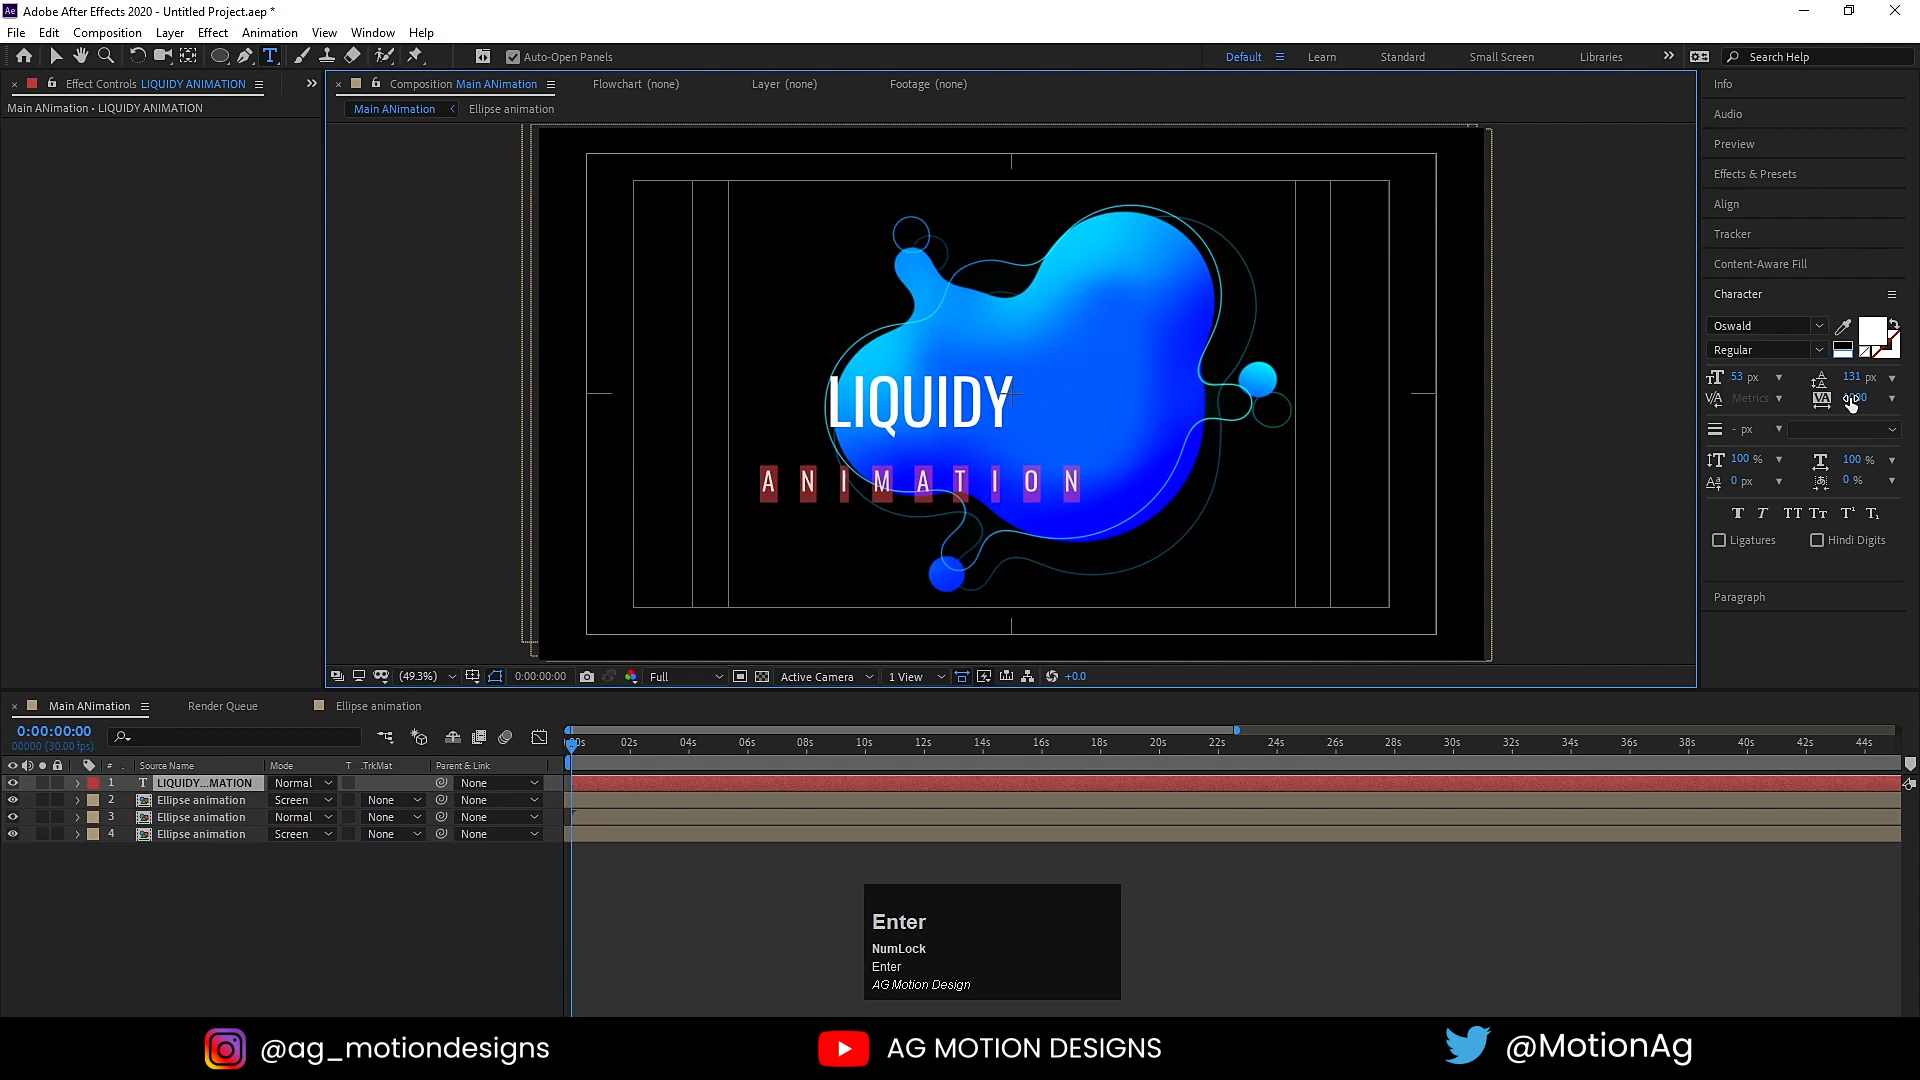 Adobe After Effects 2020 - Untitled Project.aep *
File Edit Composition Layer Effect Animation View Window Help
Auto-Open Panels
Default Learn Standard Small Screen Libraries
Search Help
Effect Controls LIQUIDY ANIMATION
Composition Main ANimation
Flowchart (none)
Layer (none)
Footage (none)
Main ANimation • LIQUIDY ANIMATION
Main ANimation
Ellipse animation
LIQUIDY
ANIMATION
Info
Audio
Preview
Effects & Presets
Align
Tracker
Content-Aware Fill
Character
Oswald
Regular
53 px
131 px
Metrics
- px
100 %
100 %
0 px
0 %
T T TT Tt T¹ T₁
Ligatures
Hindi Digits
Paragraph
(49.3%)
0:00:00:00
Full
Active Camera
1 View
+0.0
Main ANimation
Render Queue
Ellipse animation
0:00:00:00
00000 (30.00 fps)
02s 04s 06s 08s 10s 12s 14s 16s 18s 20s 22s 24s 26s 28s 30s 32s 34s 36s 38s 40s 42s 44s
# Source Name Mode T .TrkMat Parent & Link
1 T LIQUIDY...MATION Normal None
2 Ellipse animation Screen None None
3 Ellipse animation Normal None None
4 Ellipse animation Screen None None
Enter
NumLock
Enter
AG Motion Design
@ag_motiondesigns
AG MOTION DESIGNS
@MotionAg